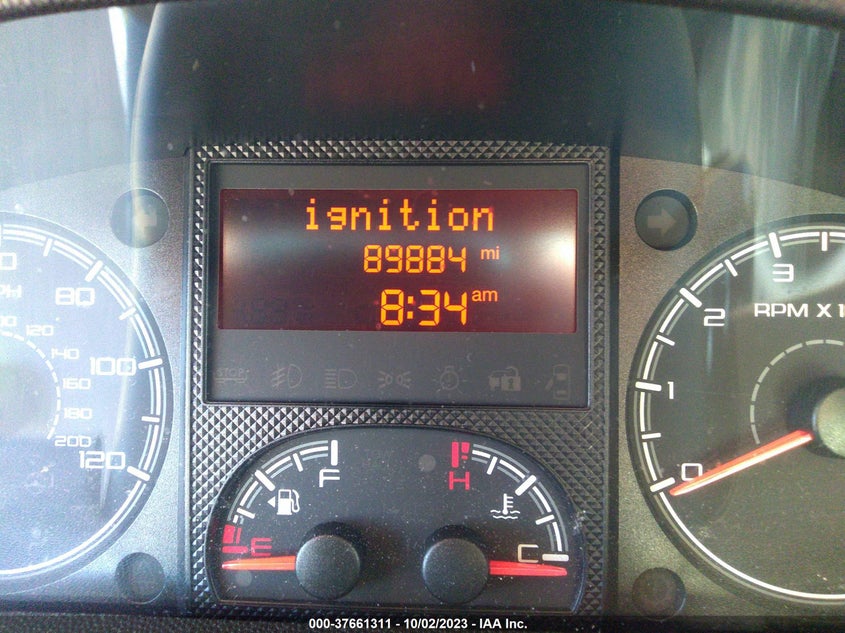 ignition
89884 mi
8:34 am
STOP
F
H
E
C
80
100
120
120
140
160
180
200
0
1
2
3
RPM X 1
000-37661311 - 10/02/2023 - IAA Inc.